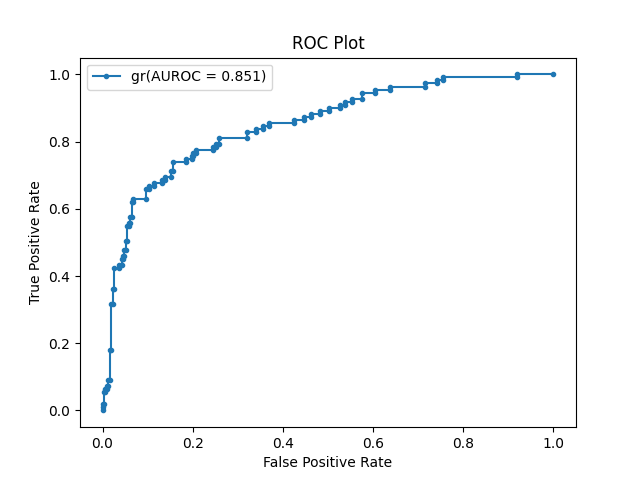 ROC Plot
gr(AUROC = 0.851)
True Positive Rate
1.0
0.8
0.6
0.4
0.2
0.0
0.0 0.2 0.4 0.6 0.8 1.0
False Positive Rate